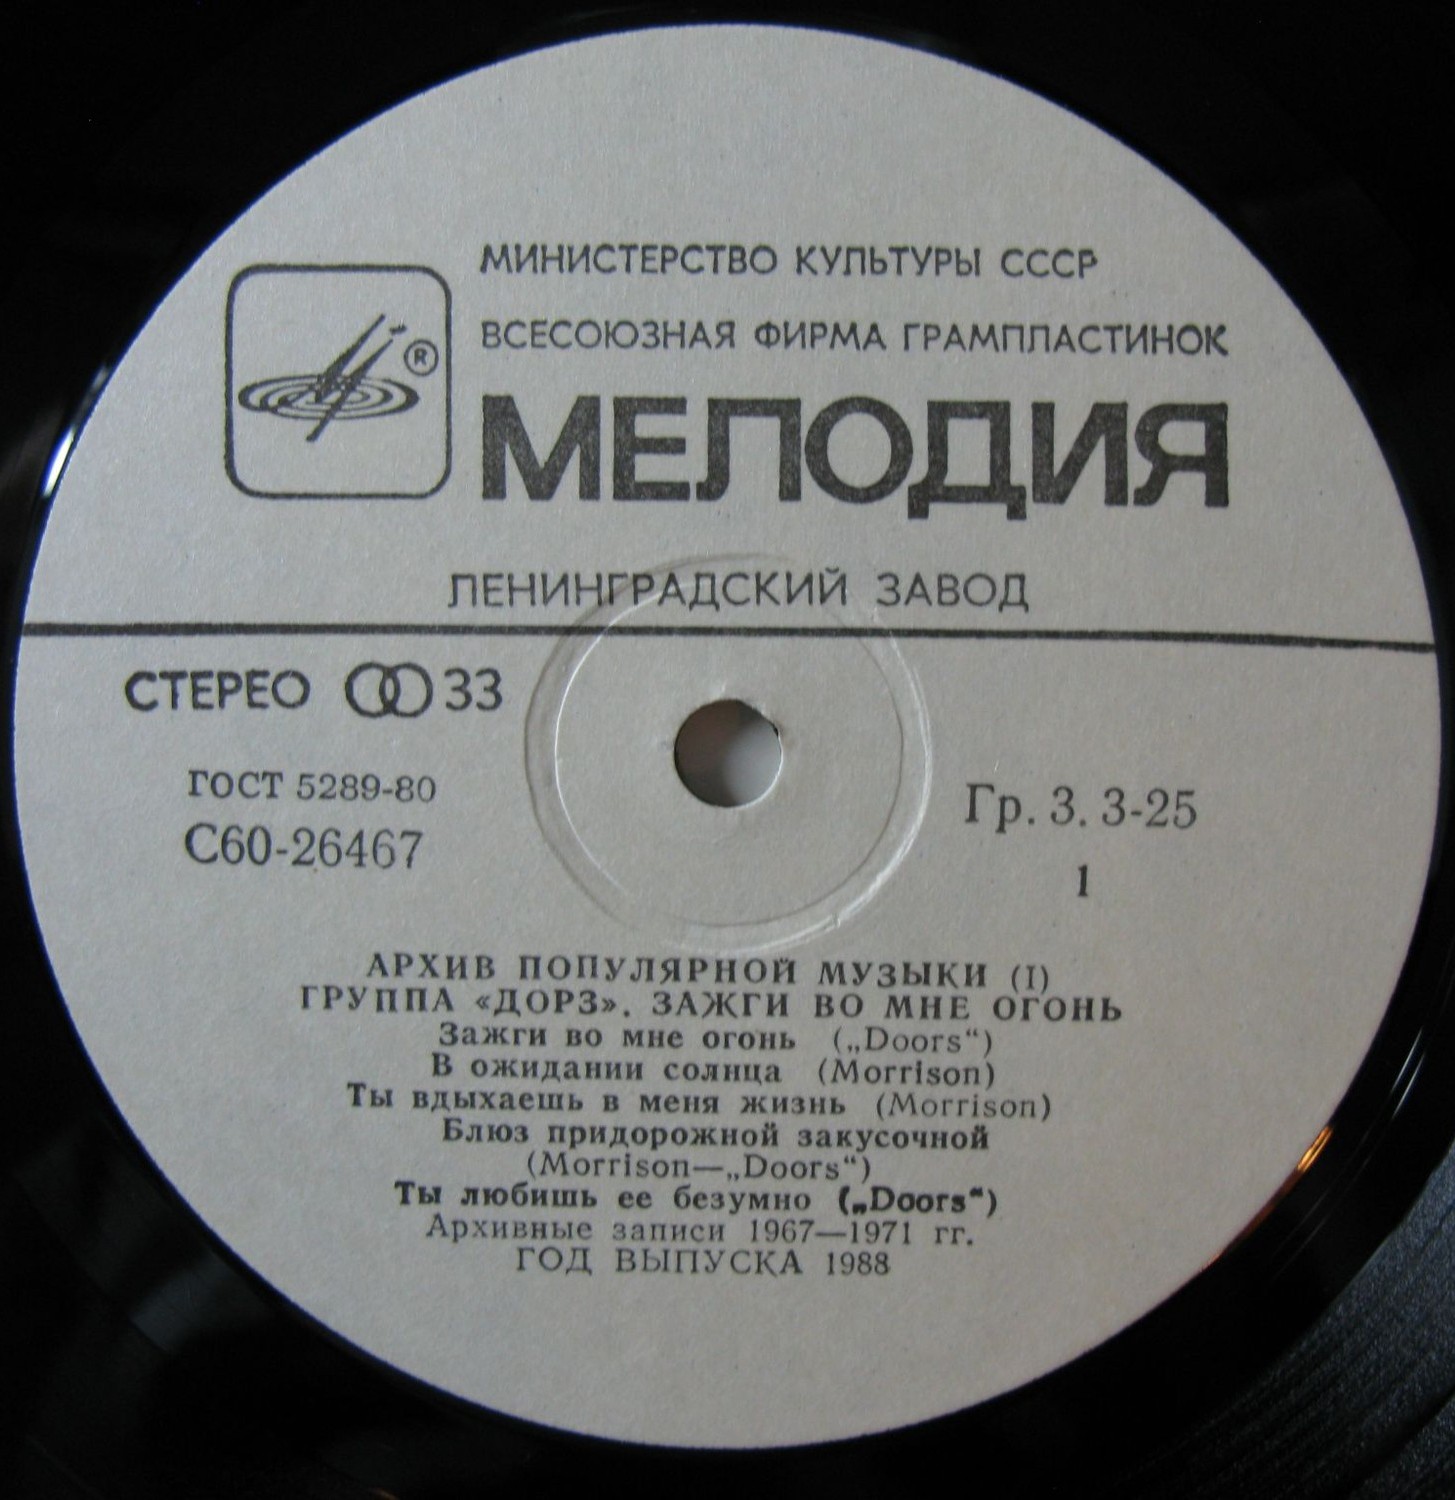 МИНИСТЕРСТВО КУЛЬТУРЫ СССР
ВСЕСОЮЗНАЯ ФИРМА ГРАМПЛАСТИНОК
®
МЕЛОДИЯ
ЛЕНИНГРАДСКИЙ ЗАВОД
СТЕРЕО 33
ГОСТ 5289-80
С60-26467
Гр. 3. 3-25
1
АРХИВ ПОПУЛЯРНОЙ МУЗЫКИ (I)
ГРУППА «ДОРЗ». ЗАЖГИ ВО МНЕ ОГОНЬ
Зажги во мне огонь („Doors“)
В ожидании солнца (Morrison)
Ты вдыхаешь в меня жизнь (Morrison)
Блюз придорожной закусочной
(Morrison—„Doors“)
Ты любишь ее безумно („Doors“)
Архивные записи 1967—1971 гг.
ГОД ВЫПУСКА 1988